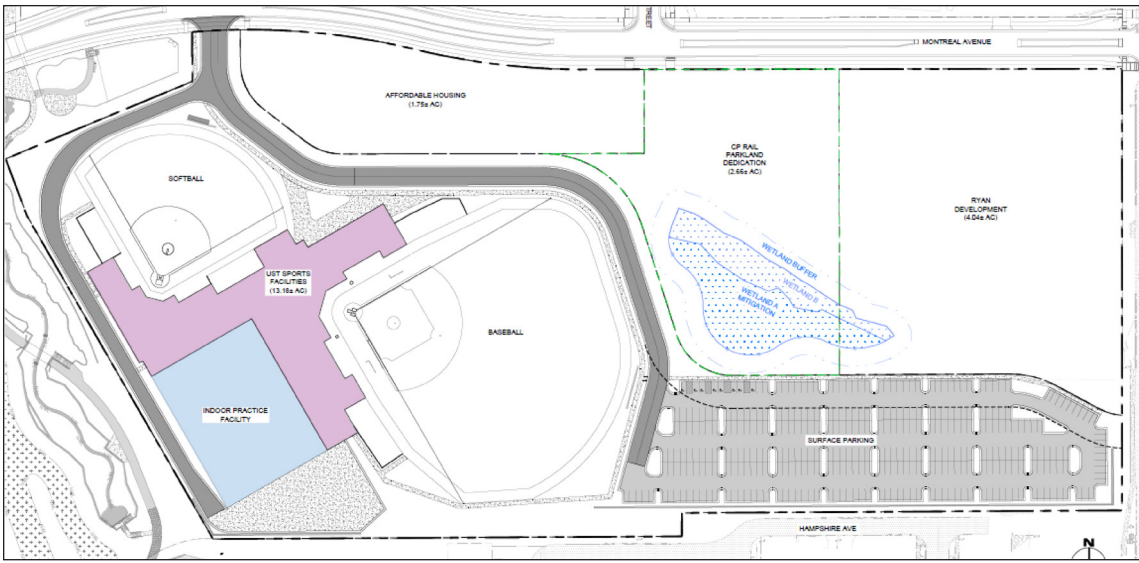 STREET
MONTREAL AVENUE
AFFORDABLE HOUSING
(1.75± AC)
CP RAIL
PARKLAND
DEDICATION
(2.66± AC)
SOFTBALL
RYAN
DEVELOPMENT
(4.04± AC)
WETLAND BUFFER
WETLAND B
WETLAND A
MITIGATION
UST SPORTS
FACILITIES
(13.18± AC)
BASEBALL
INDOOR PRACTICE
FACILITY
SURFACE PARKING
HAMPSHIRE AVE
N